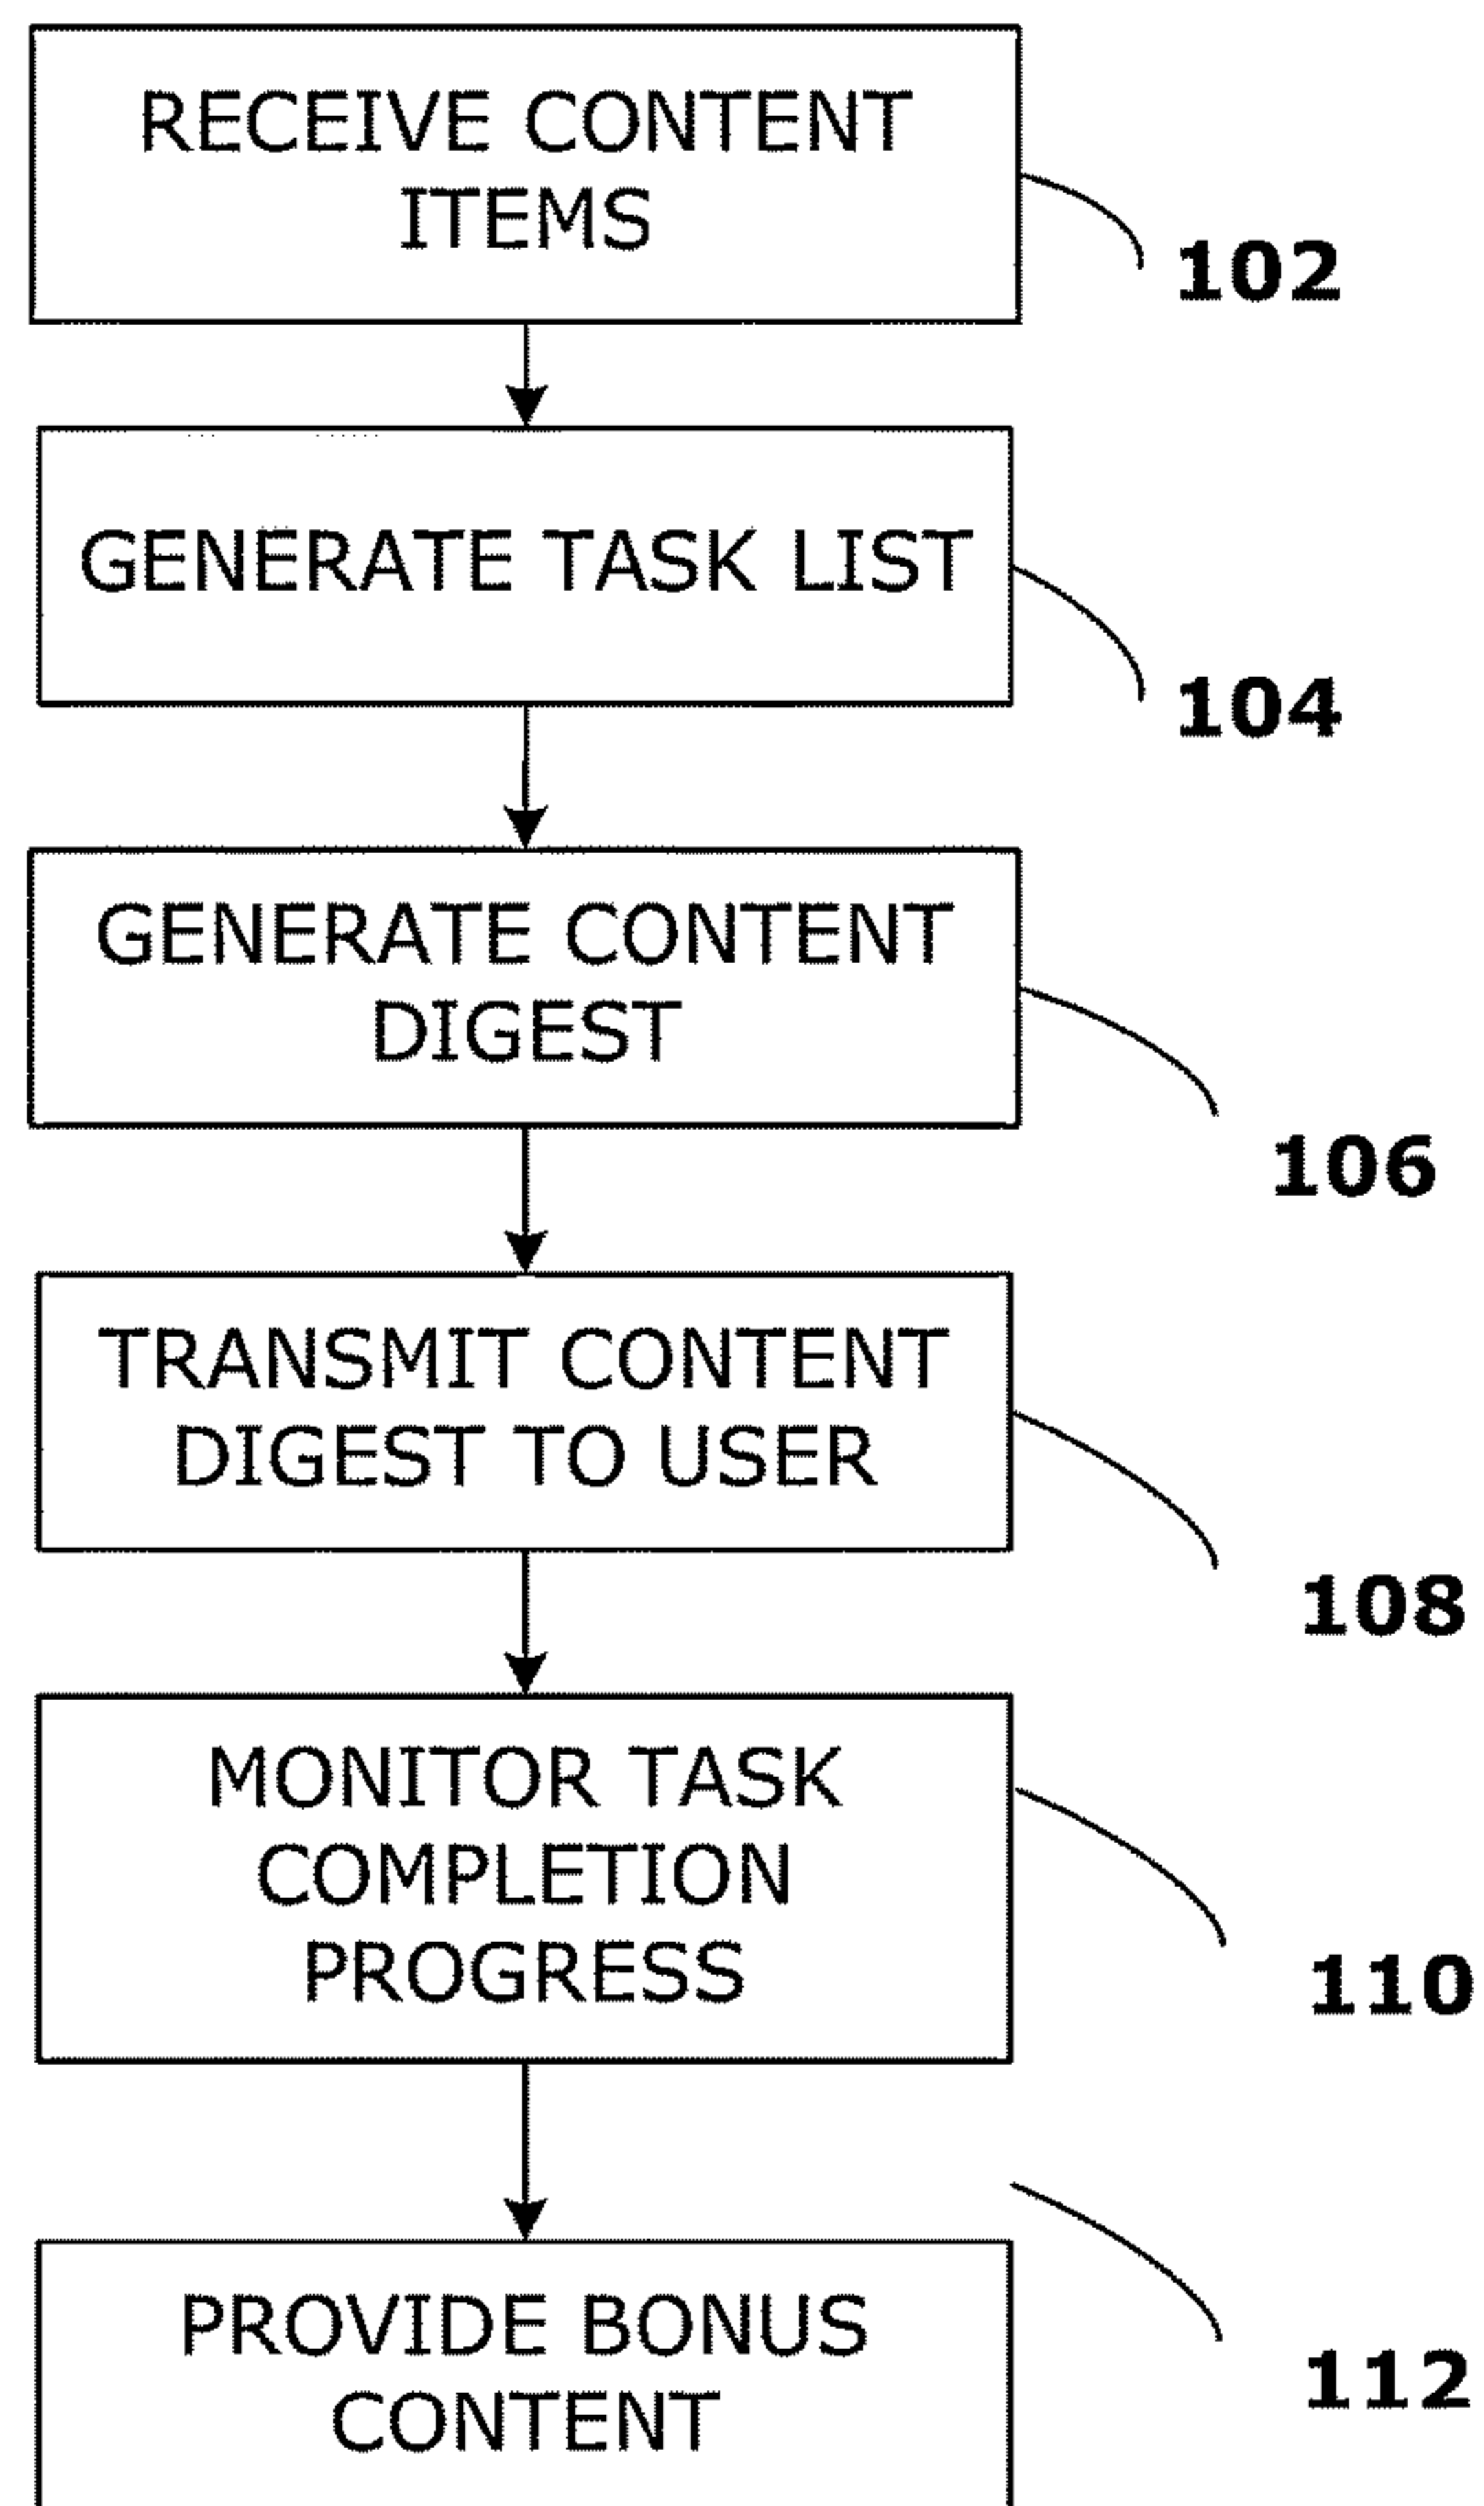 RECEIVE CONTENT
ITEMS
102
GENERATE TASK LIST
104
GENERATE CONTENT
DIGEST
106
TRANSMIT CONTENT
DIGEST TO USER
108
MONITOR TASK
COMPLETION
PROGRESS
110
PROVIDE BONUS
CONTENT
112